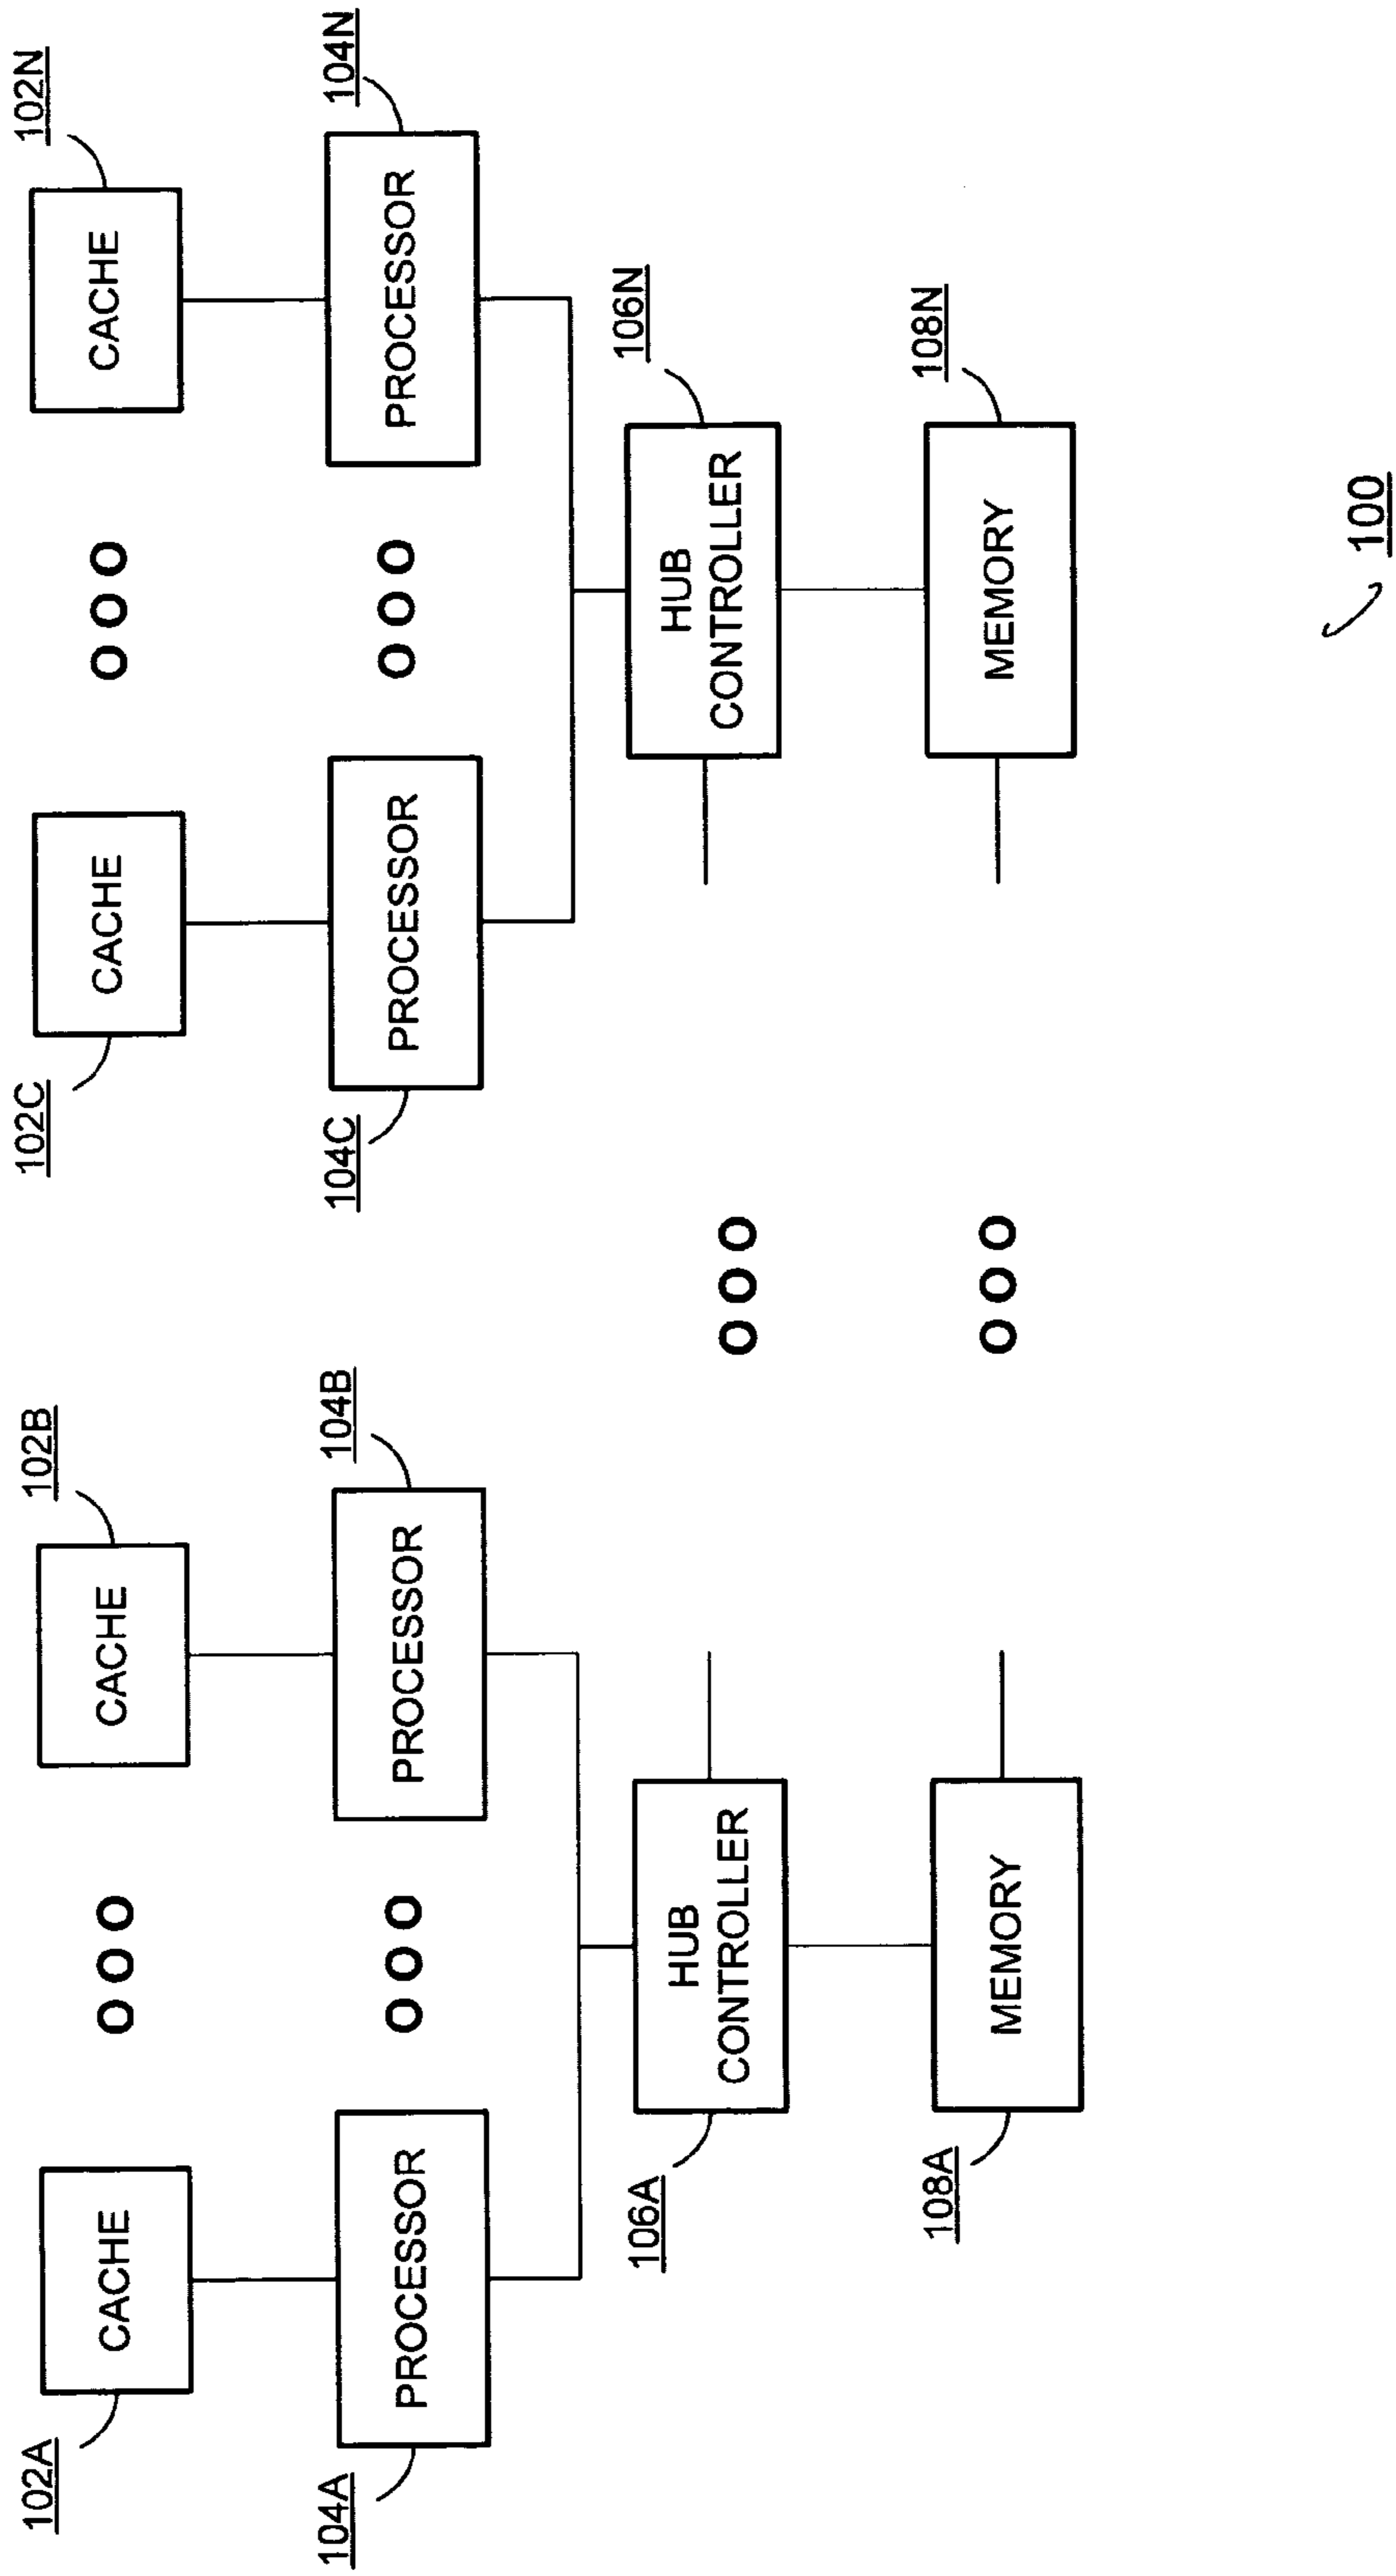 102A
102B
102C
102N
CACHE
CACHE
CACHE
CACHE
104A
104B
104C
104N
PROCESSOR
PROCESSOR
PROCESSOR
PROCESSOR
106A
106N
HUB
CONTROLLER
HUB
CONTROLLER
108A
108N
MEMORY
MEMORY
100